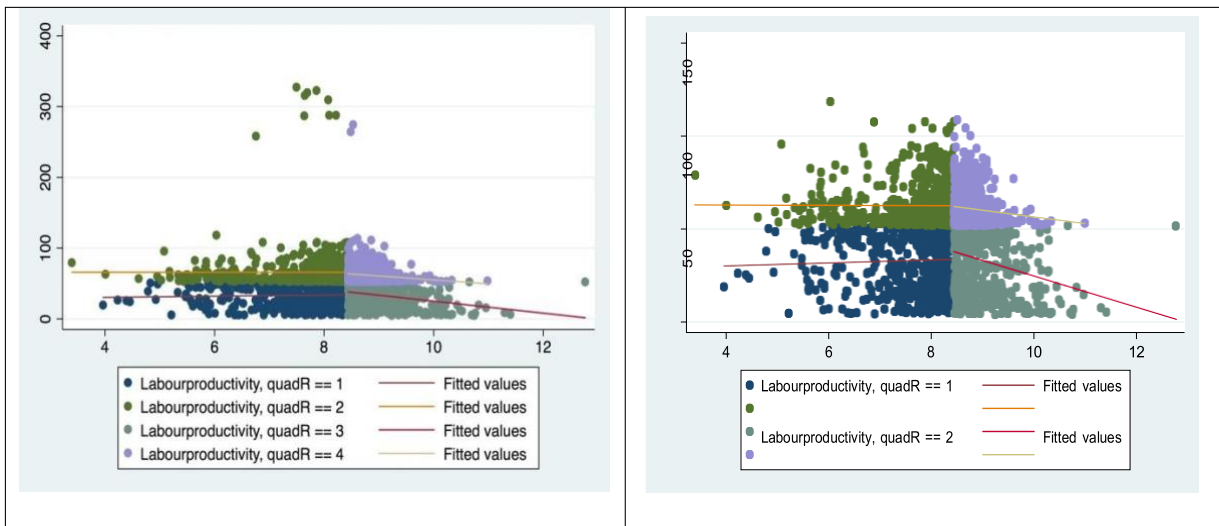 400
300
200
100
0
4 6 8 10 12
Labourproductivity, quadR == 1 Fitted values
Labourproductivity, quadR == 2 Fitted values
Labourproductivity, quadR == 3 Fitted values
Labourproductivity, quadR == 4 Fitted values
150
100
50
4 6 8 10 12
Labourproductivity, quadR == 1 Fitted values
Labourproductivity, quadR == 2 Fitted values